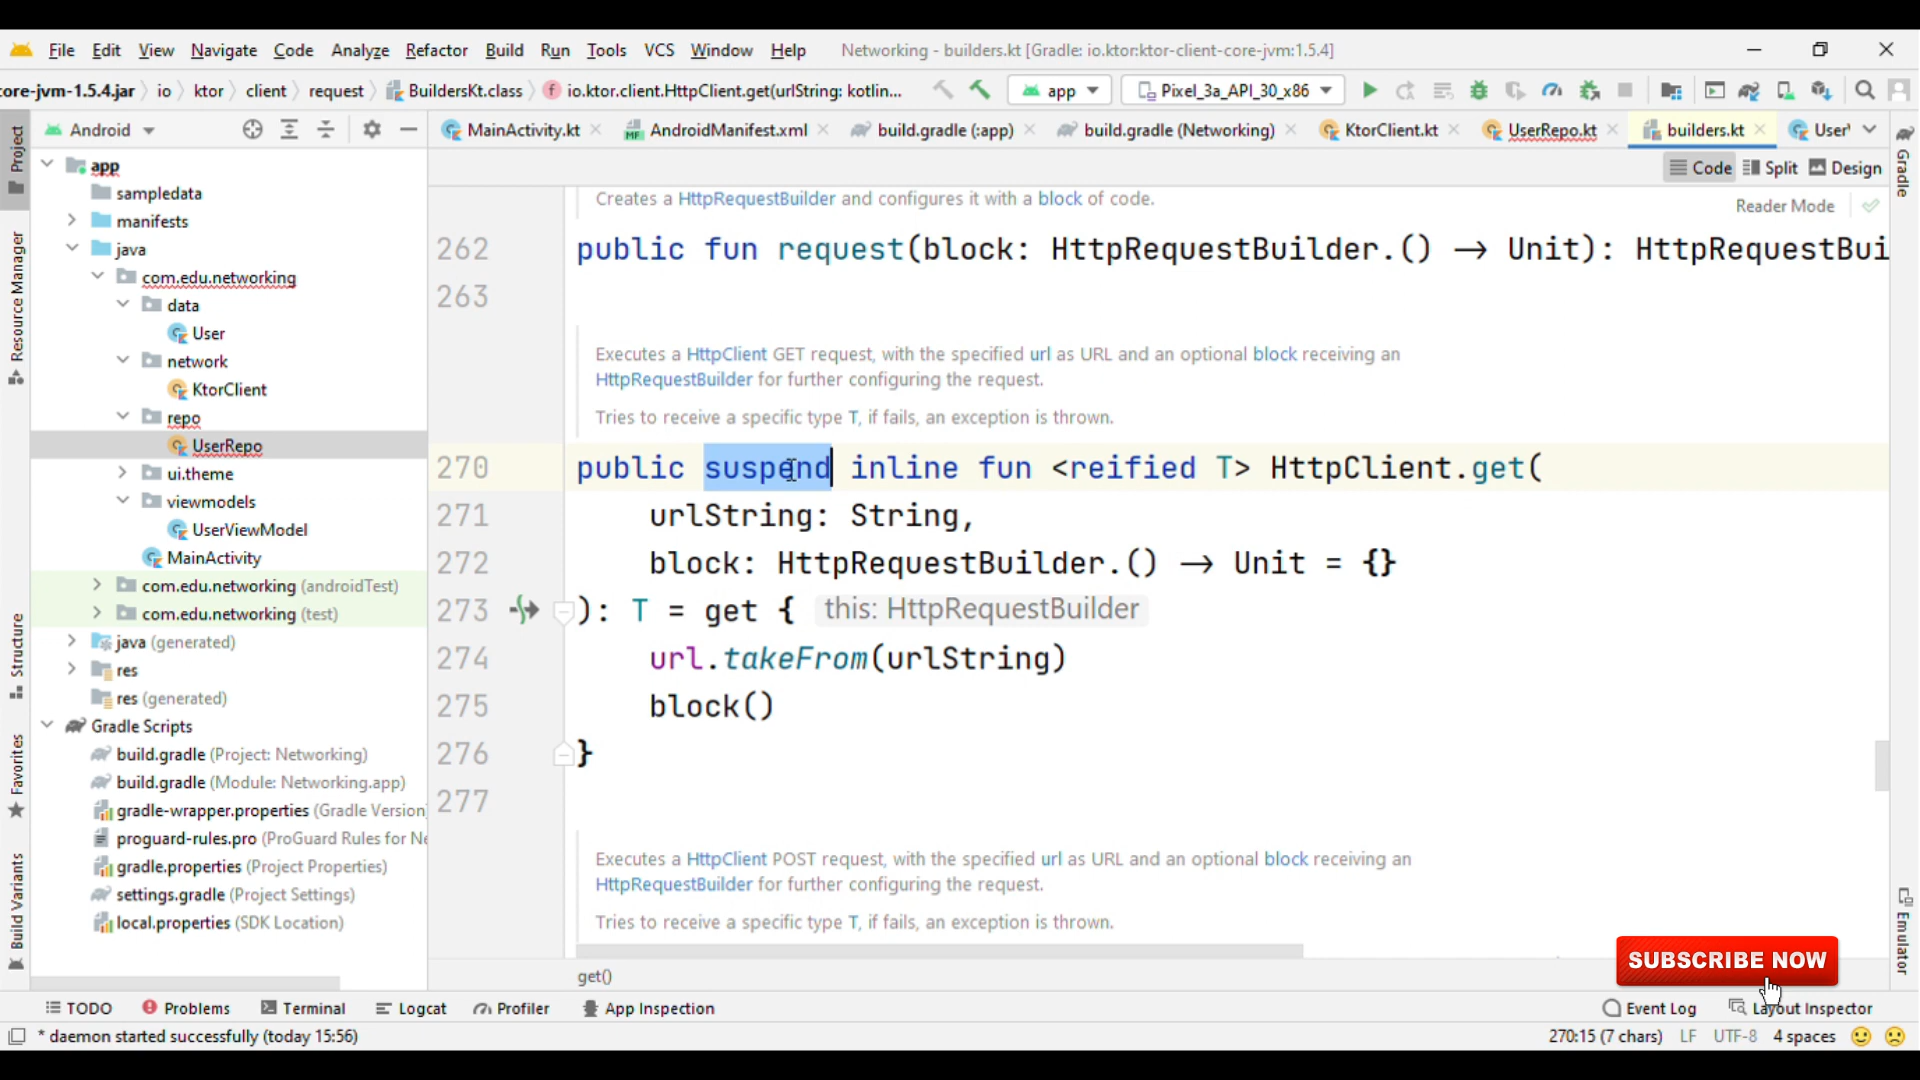 File Edit View Navigate Code Analyze Refactor Build Run Tools VCS Window Help Networking - builders.kt [Gradle: io.ktor:ktor-client-core-jvm:1.5.4]
core-jvm-1.5.4.jar io ktor client request BuildersKt.class io.ktor.client.HttpClient.get(urlString: kotlin... app Pixel_3a_API_30_x86
Android MainActivity.kt AndroidManifest.xml build.gradle (:app) build.gradle (Networking) KtorClient.kt UserRepo.kt builders.kt User
Code Split Design
Reader Mode
Project
Resource Manager
Structure
Favorites
Build Variants
app
sampledata
manifests
java
com.edu.networking
data
User
network
KtorClient
repo
UserRepo
ui.theme
viewmodels
UserViewModel
MainActivity
com.edu.networking (androidTest)
com.edu.networking (test)
java (generated)
res
res (generated)
Gradle Scripts
build.gradle (Project: Networking)
build.gradle (Module: Networking.app)
gradle-wrapper.properties (Gradle Version)
proguard-rules.pro (ProGuard Rules for Ne
gradle.properties (Project Properties)
settings.gradle (Project Settings)
local.properties (SDK Location)
Creates a HttpRequestBuilder and configures it with a block of code.
262 public fun request(block: HttpRequestBuilder.() → Unit): HttpRequestBui
263
Executes a HttpClient GET request, with the specified url as URL and an optional block receiving an
HttpRequestBuilder for further configuring the request.
Tries to receive a specific type T, if fails, an exception is thrown.
270 public suspend inline fun <reified T> HttpClient.get(
271 urlString: String,
272 block: HttpRequestBuilder.() → Unit = {}
273 ): T = get { this: HttpRequestBuilder
274 url.takeFrom(urlString)
275 block()
276 }
277
Executes a HttpClient POST request, with the specified url as URL and an optional block receiving an
HttpRequestBuilder for further configuring the request.
Tries to receive a specific type T, if fails, an exception is thrown.
get()
Gradle
Emulator
SUBSCRIBE NOW
TODO Problems Terminal Logcat Profiler App Inspection Event Log Layout Inspector
* daemon started successfully (today 15:56) 270:15 (7 chars) LF UTF-8 4 spaces